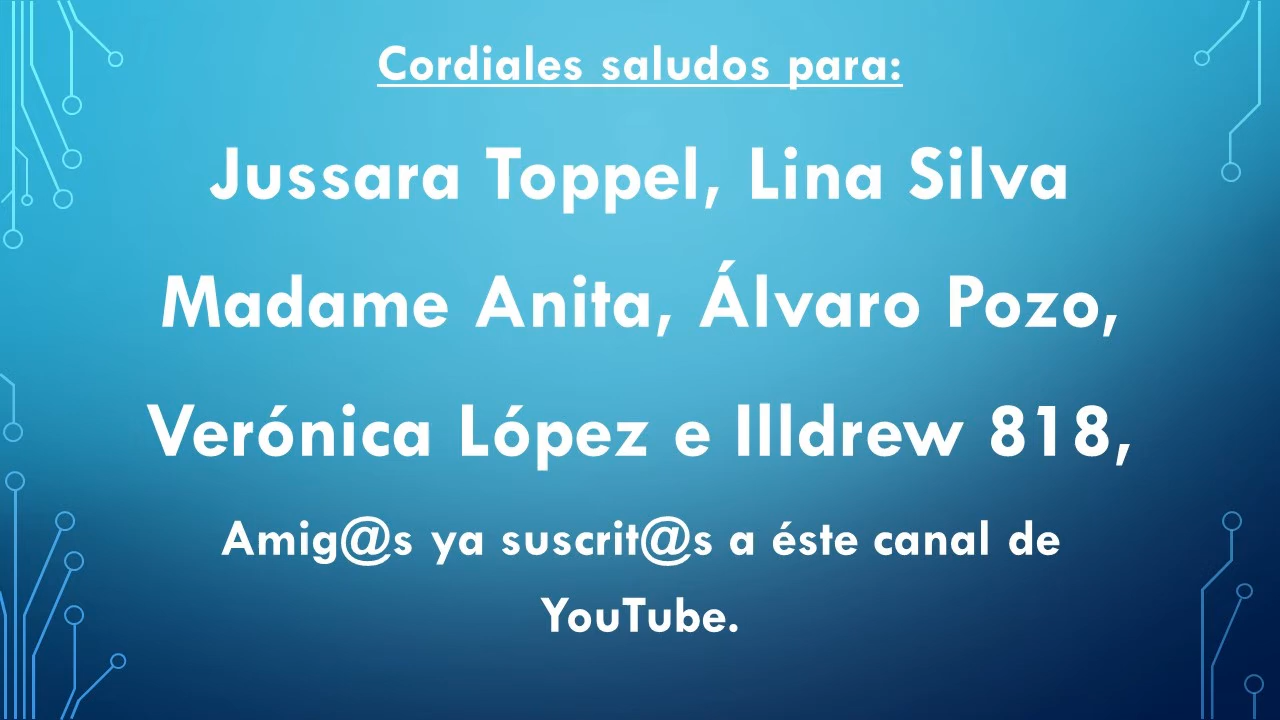 Cordiales saludos para:
Jussara Toppel, Lina Silva
Madame Anita, Álvaro Pozo,
Verónica López e Illdrew 818,
Amig@s ya suscrit@s a éste canal de
YouTube.